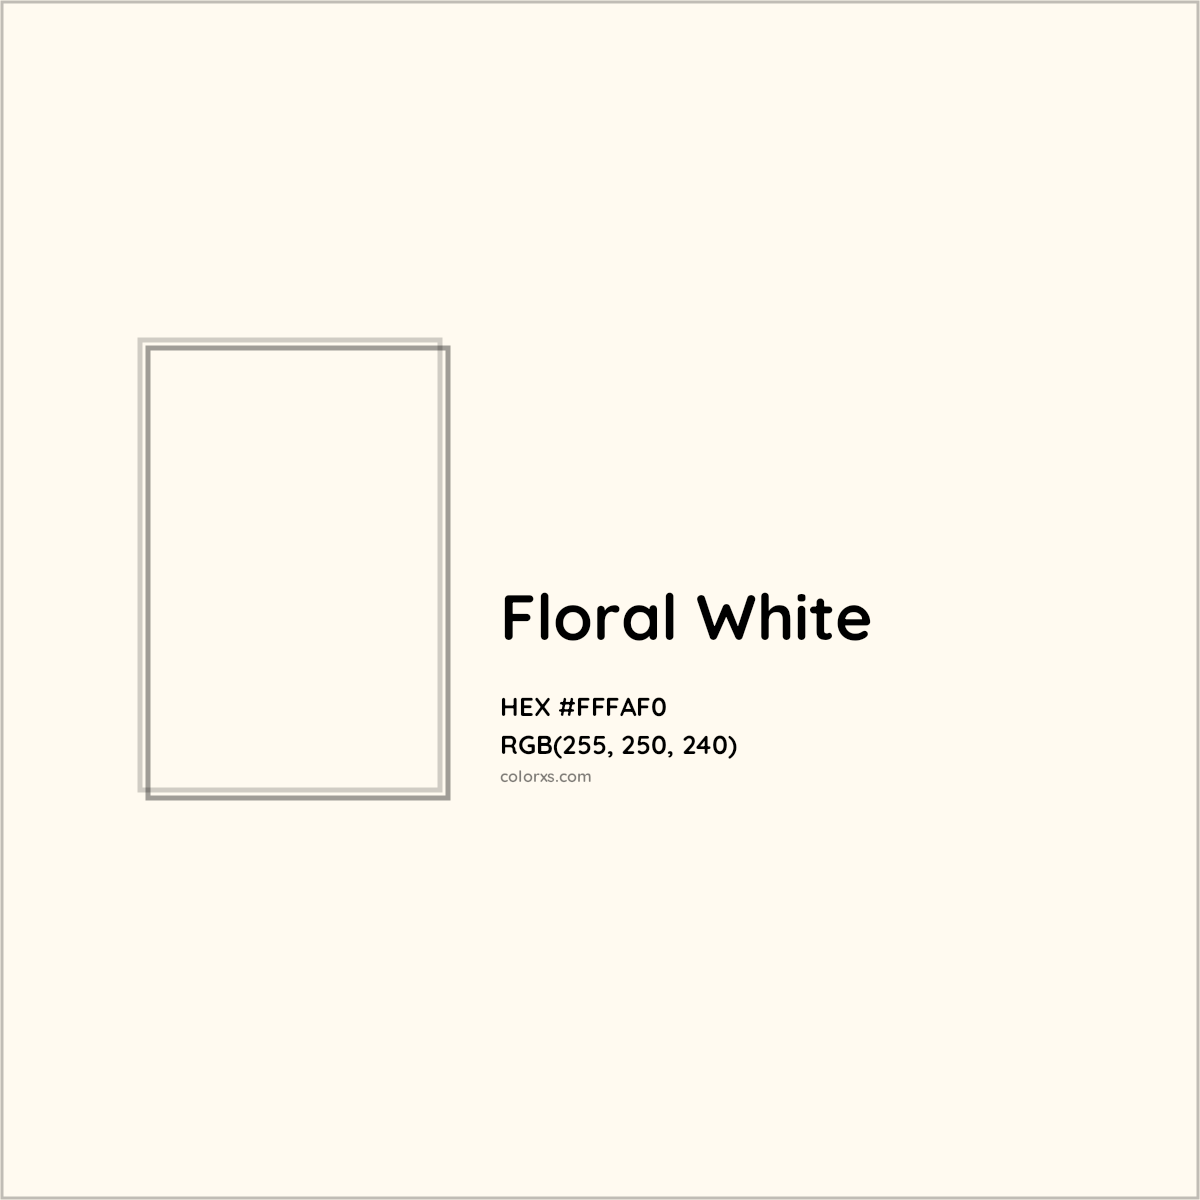 Floral White
HEX #FFFAF0
RGB(255, 250, 240)
colorxs.com